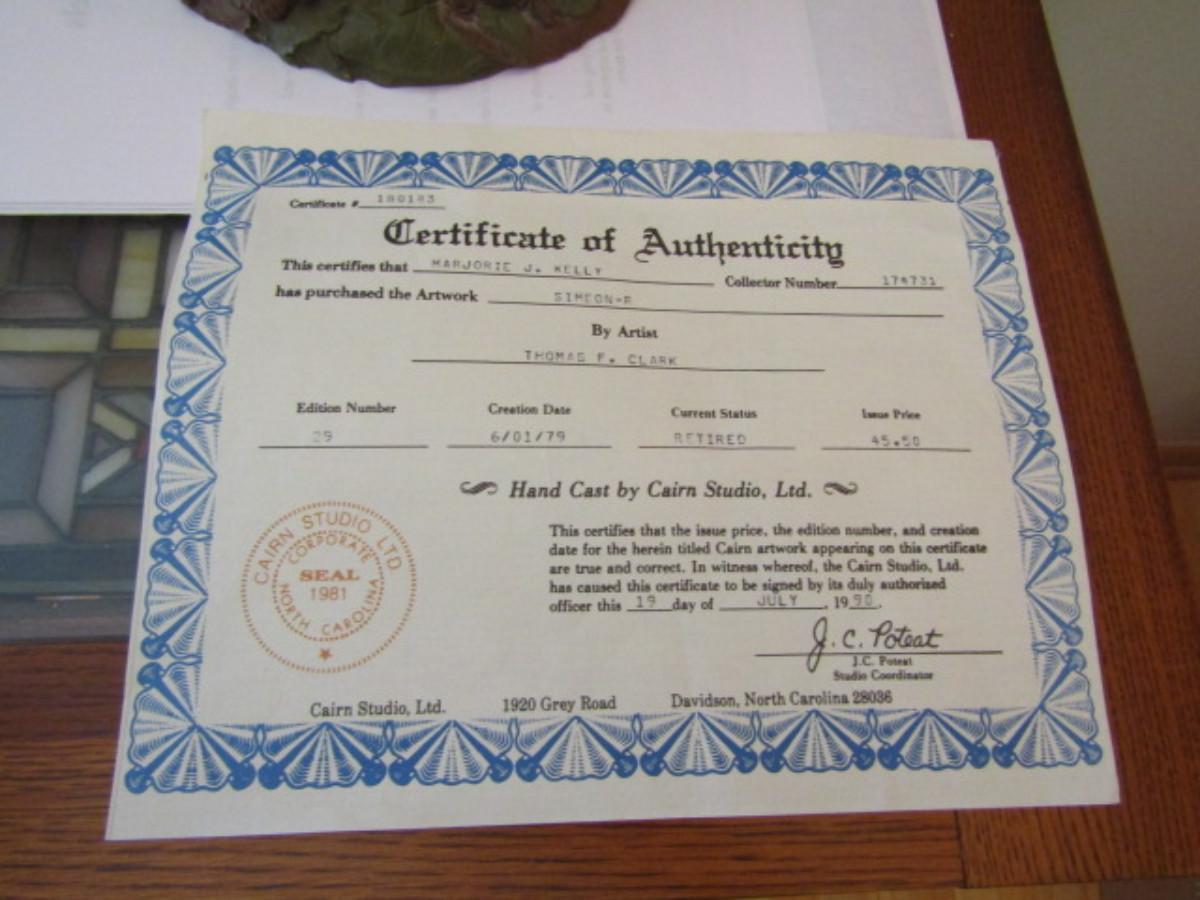 Certificate # 180183
Certificate of Authenticity
This certifies that MARJORIE J. KELLY Collector Number 174731
has purchased the Artwork SIMEON-R
By Artist
THOMAS F. CLARK
Edition Number Creation Date Current Status Issue Price
29 6/01/79 RETIRED 45.50
Hand Cast by Cairn Studio, Ltd.
This certifies that the issue price, the edition number, and creation
date for the herein titled Cairn artwork appearing on this certificate
are true and correct. In witness whereof, the Cairn Studio, Ltd.
has caused this certificate to be signed by its duly authorized
officer this 19 day of JULY, 1990.
CAIRN STUDIO LTD.
CORPORATE
SEAL
1981
NORTH CAROLINA
J. C. Poteat
J.C. Poteat
Studio Coordinator
Cairn Studio, Ltd. 1920 Grey Road Davidson, North Carolina 28036